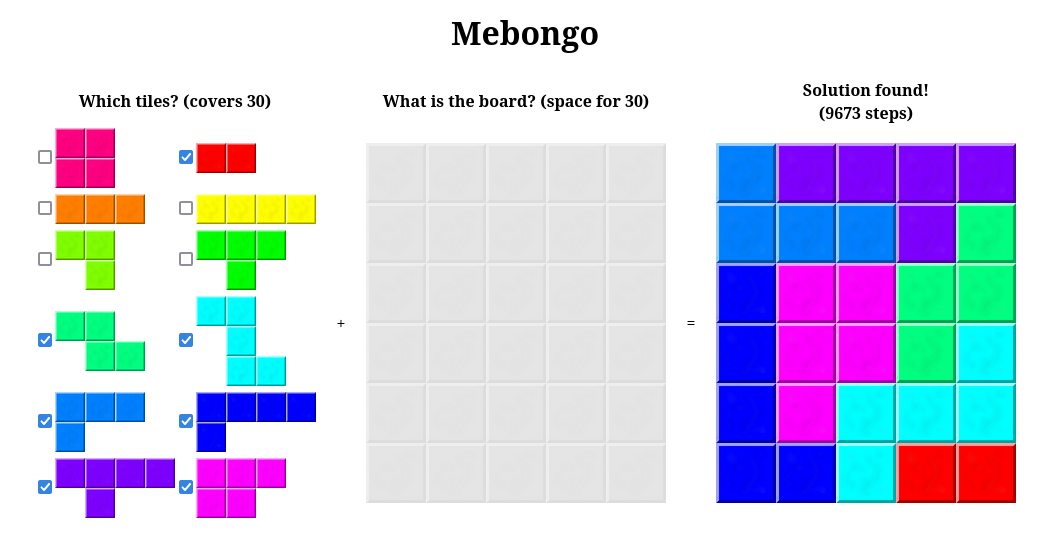 Mebongo
Which tiles? (covers 30)
What is the board? (space for 30)
Solution found!
(9673 steps)
+
=